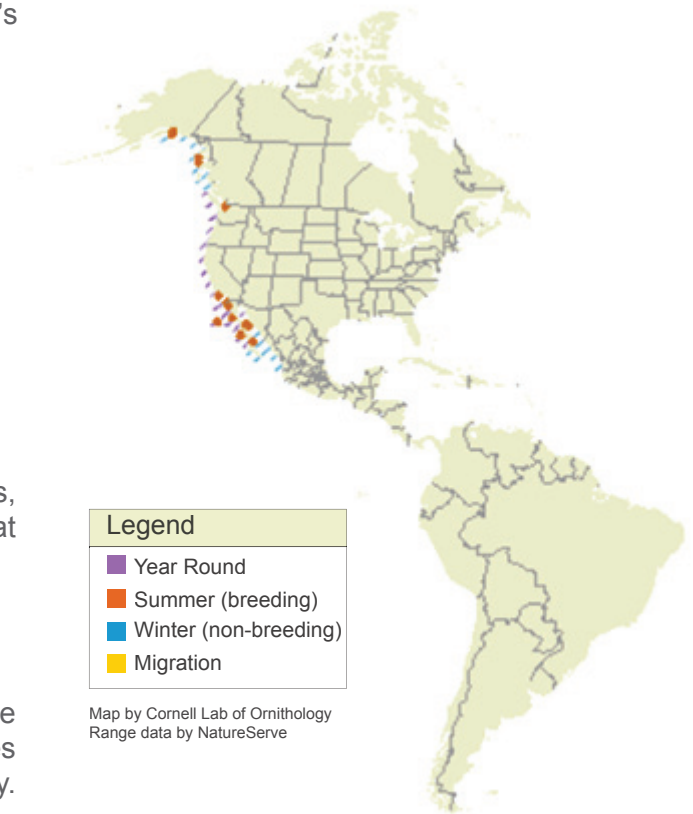 's
s,
at
Legend
Year Round
Summer (breeding)
Winter (non-breeding)
Migration
Map by Cornell Lab of Ornithology
Range data by NatureServe
e
s
y.